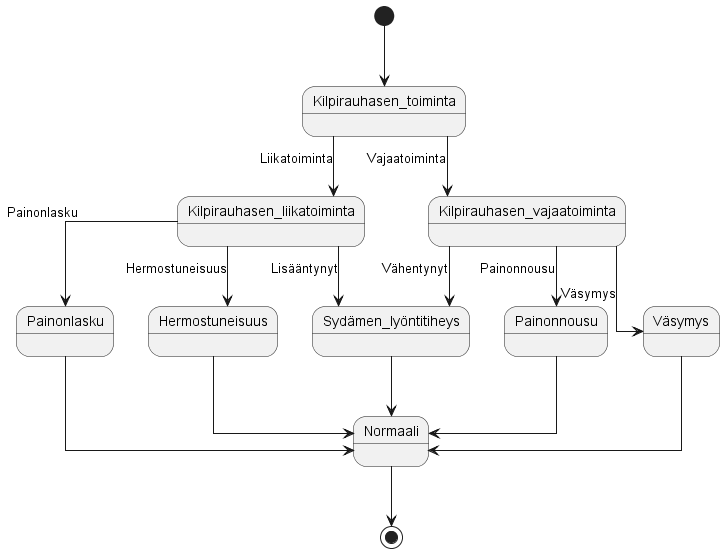 Kilpirauhasen_toiminta
Liikatoiminta
Vajaatoiminta
Kilpirauhasen_liikatoiminta
Kilpirauhasen_vajaatoiminta
Painonlasku
Hermostuneisuus
Lisääntynyt
Vähentynyt
Painonnousu
Väsymys
Painonlasku
Hermostuneisuus
Sydämen_lyöntitiheys
Painonnousu
Väsymys
Normaali